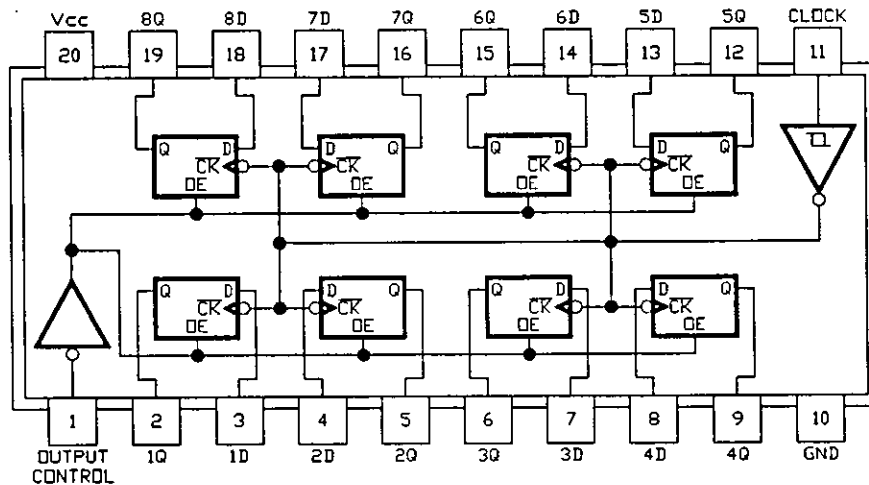 Vcc 8Q 8D 7D 7Q 6Q 6D 5D 5Q CLOCK
20 19 18 17 16 15 14 13 12 11
Q D D Q Q D D Q
CK CK CK CK
OE OE OE OE
Q D D Q Q D D Q
CK CK CK CK
OE OE OE OE
1 2 3 4 5 6 7 8 9 10
OUTPUT CONTROL 1Q 1D 2D 2Q 3Q 3D 4D 4Q GND